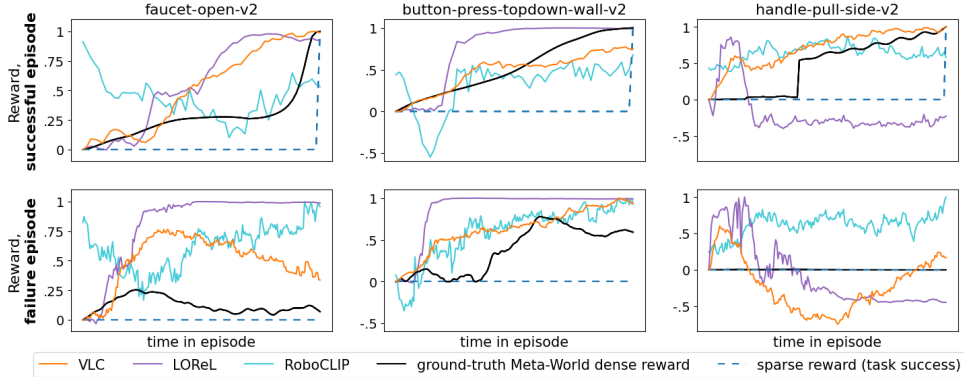 faucet-open-v2
button-press-topdown-wall-v2
handle-pull-side-v2
Reward,
successful episode
1
.75
.5
.25
0
1
.5
0
-.5
1
.5
0
-.5
Reward,
failure episode
1
.75
.5
.25
0
1
.5
0
-.5
1
.5
0
-.5
time in episode
time in episode
time in episode
VLC
LOReL
RoboCLIP
ground-truth Meta-World dense reward
sparse reward (task success)